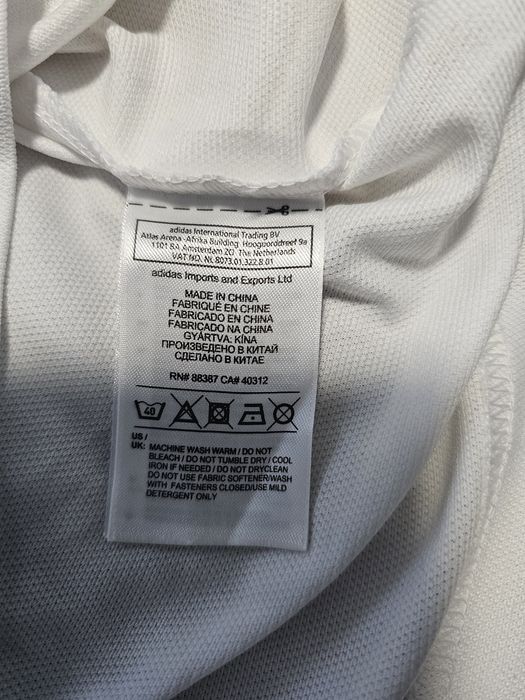 adidas International Trading BV
Atlas Arena -Afrika Building Hoogoorddreef 9a
1101 BA Amsterdam ZO The Netherlands
VAT NO. NL 8073.01.322.B.01
adidas Imports and Exports Ltd
MADE IN CHINA
FABRIQUÉ EN CHINE
FABRICADO EN CHINA
FABRICADO NA CHINA
GYÁRTVA: KÍNA
ПРОИЗВЕДЕНО В КИТАЙ
СДЕЛАНО В КИТАЕ
RN# 88387 CA# 40312
40
US /
UK: MACHINE WASH WARM / DO NOT
BLEACH / DO NOT TUMBLE DRY / COOL
IRON IF NEEDED / DO NOT DRYCLEAN
DO NOT USE FABRIC SOFTENER/WASH
WITH FASTENERS CLOSED/USE MILD
DETERGENT ONLY